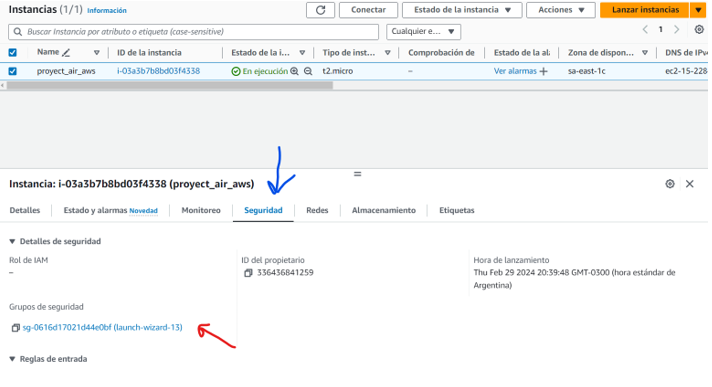 Instancias (1/1) Información
Conectar
Estado de la instancia
Acciones
Lanzar instancias
Buscar Instancia por atributo o etiqueta (case-sensitive)
Cualquier e...
1
Name
ID de la instancia
Estado de la i...
Tipo de inst...
Comprobación de
Estado de la ala
Zona de dispon...
DNS de IPv4
proyect_air_aws
i-03a3b7b8bd03f4338
En ejecución
t2.micro
–
Ver alarmas
sa-east-1c
ec2-15-228
Instancia: i-03a3b7b8bd03f4338 (proyect_air_aws)
Detalles
Estado y alarmas Novedad
Monitoreo
Seguridad
Redes
Almacenamiento
Etiquetas
Detalles de seguridad
Rol de IAM
–
ID del propietario
336436841259
Hora de lanzamiento
Thu Feb 29 2024 20:39:48 GMT-0300 (hora estándar de
Argentina)
Grupos de seguridad
sg-0616d17021d44e0bf (launch-wizard-13)
Reglas de entrada